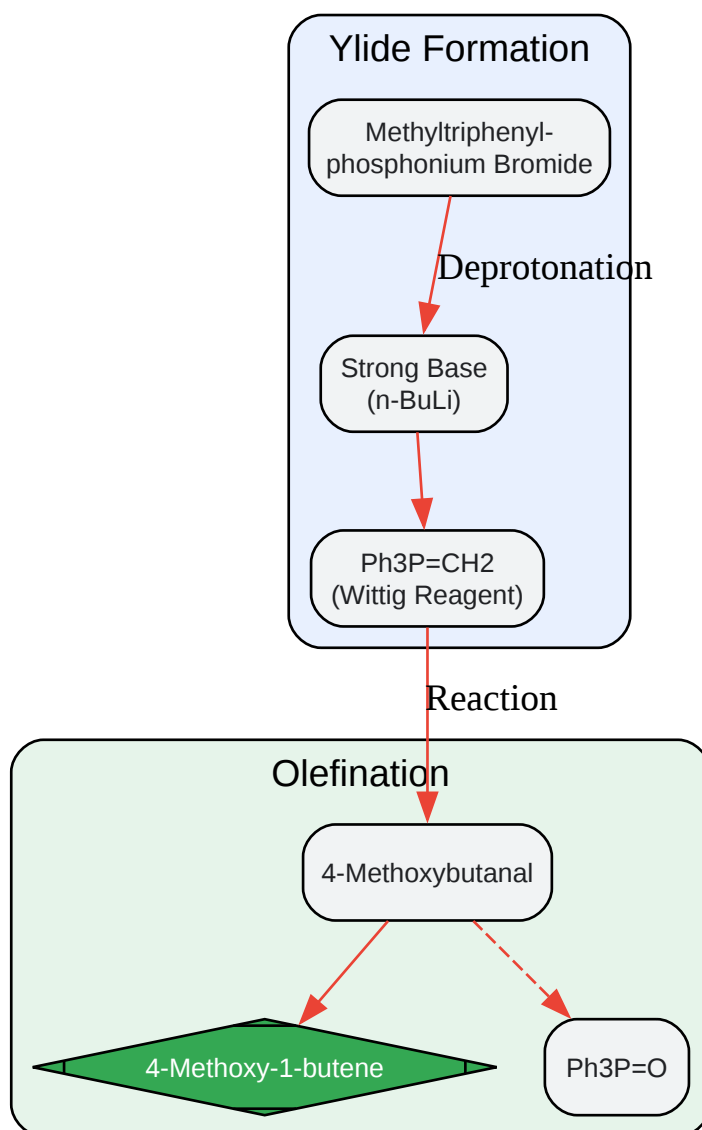 Ylide Formation
Methyltriphenyl-
phosphonium Bromide
Deprotonation
Strong Base
(n-BuLi)
Ph3P=CH2
(Wittig Reagent)
Reaction
Olefination
4-Methoxybutanal
4-Methoxy-1-butene
Ph3P=O